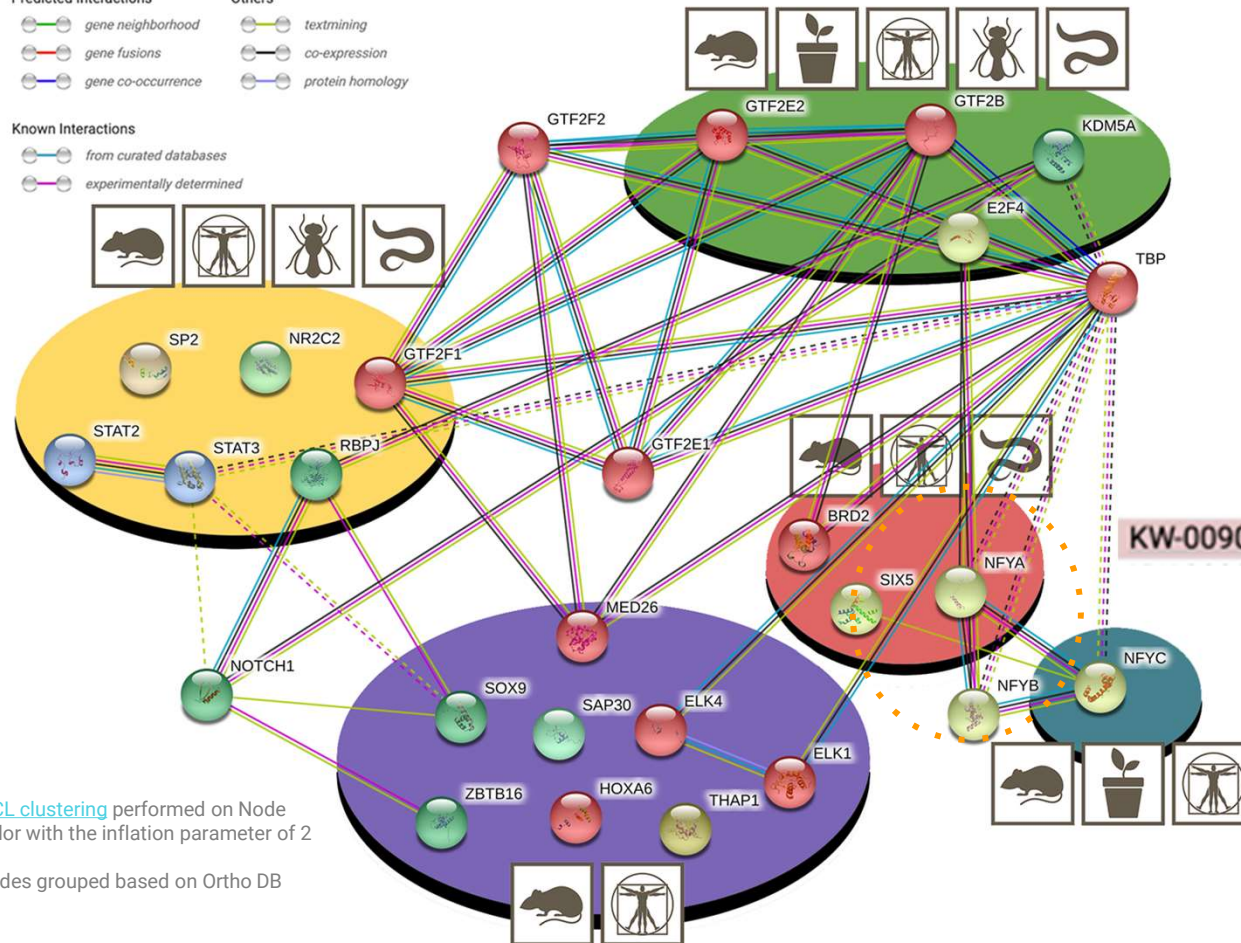 Predicted Interactions
Others
gene neighborhood
textmining
gene fusions
co-expression
gene co-occurrence
protein homology
Known Interactions
from curated databases
experimentally determined
GTF2F2
GTF2E2
GTF2B
KDM5A
E2F4
TBP
SP2
NR2C2
GTF2F1
STAT2
STAT3
RBPJ
GTF2E1
BRD2
SIX5
NFYA
KW-0090
MED26
NOTCH1
SOX9
SAP30
ELK4
NFYB
NFYC
ELK1
ZBTB16
HOXA6
THAP1
CL clustering performed on Node
lor with the inflation parameter of 2
des grouped based on Ortho DB